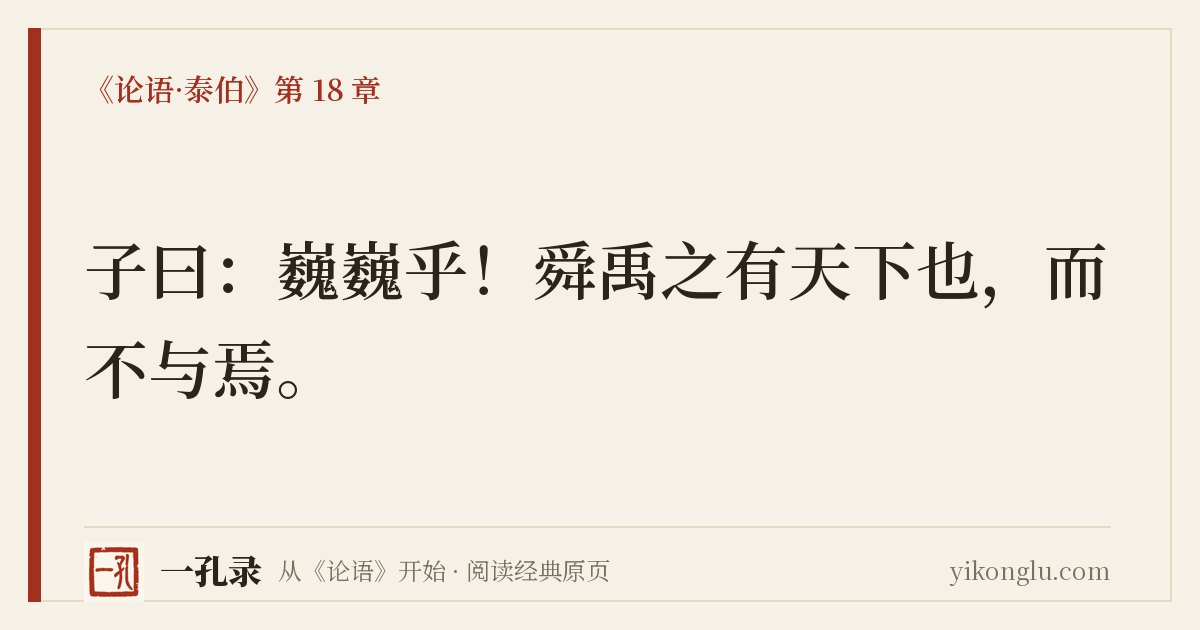 《论语·泰伯》第 18 章
子曰：巍巍乎！舜禹之有天下也，而
不与焉。
一孔
一孔录 从《论语》开始 · 阅读经典原页 yikonglu.com